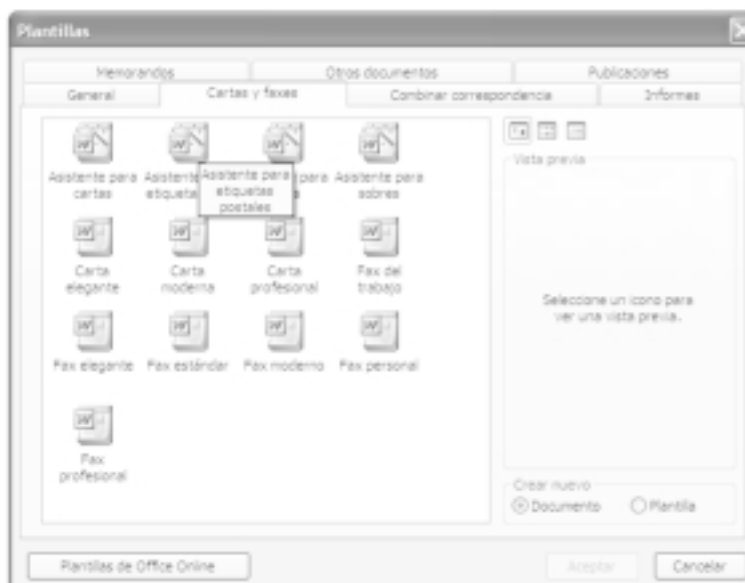 Plantillas
Memorandos Otros documentos Publicaciones
General Cartas y faxes Combinar correspondencia Informes
Asistente para cartas
Asistente para etiquetas postales
para
Asistente para sobres
Carta elegante
Carta moderna
Carta profesional
Fax del trabajo
Fax elegante
Fax estándar
Fax moderno
Fax personal
Fax profesional
Vista previa
Seleccione un icono para
ver una vista previa.
Crear nuevo
Documento Plantilla
Plantillas de Office Online Aceptar Cancelar